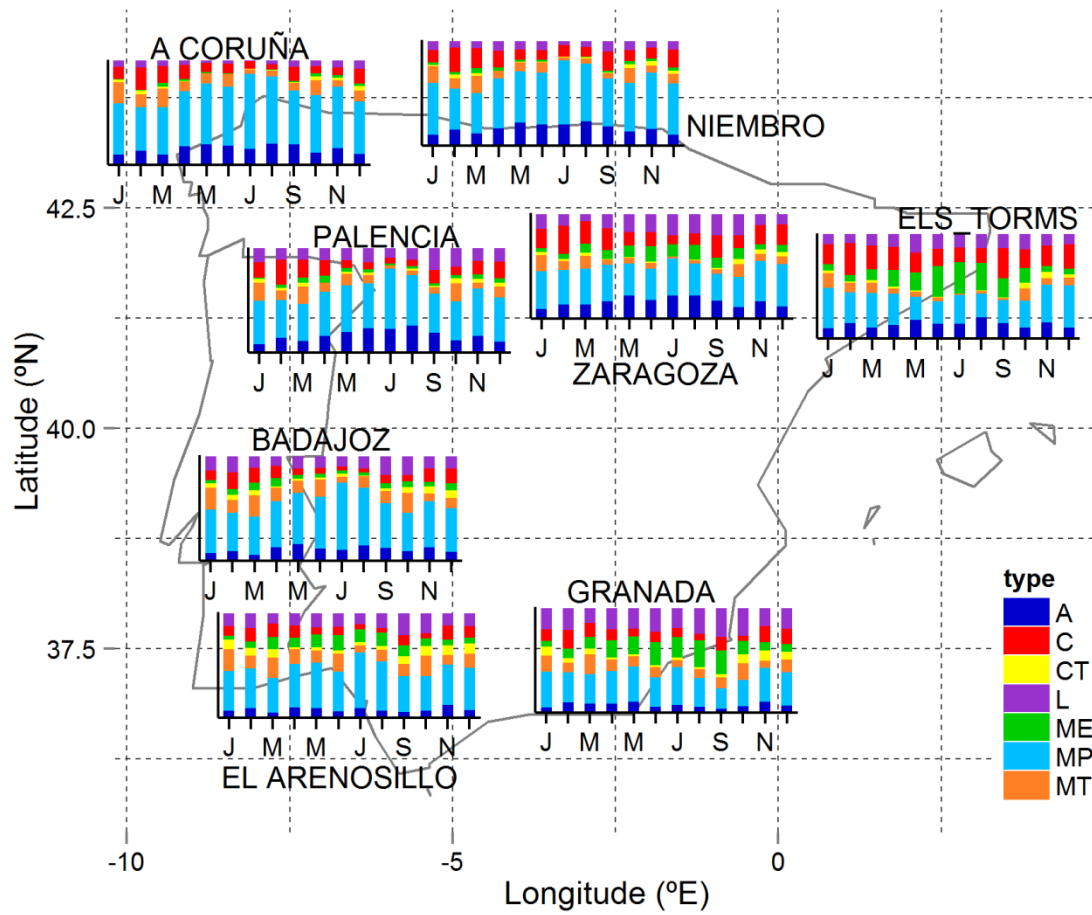 A CORUÑA
J M M J S N
NIEMBRO
J M M J S N
42.5
PALENCIA
J M M J S N
ZARAGOZA
J M M J S N
ELS_TORMS
J M M J S N
Latitude (ºN)
40.0
BADAJOZ
J M M J S N
GRANADA
J M M J S N
37.5
EL ARENOSILLO
J M M J S N
type
A
C
CT
L
ME
MP
MT
-10 -5 0
Longitude (ºE)